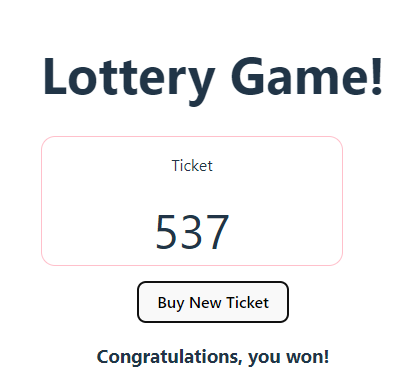 Lottery Game!
Ticket
537
Buy New Ticket
Congratulations, you won!